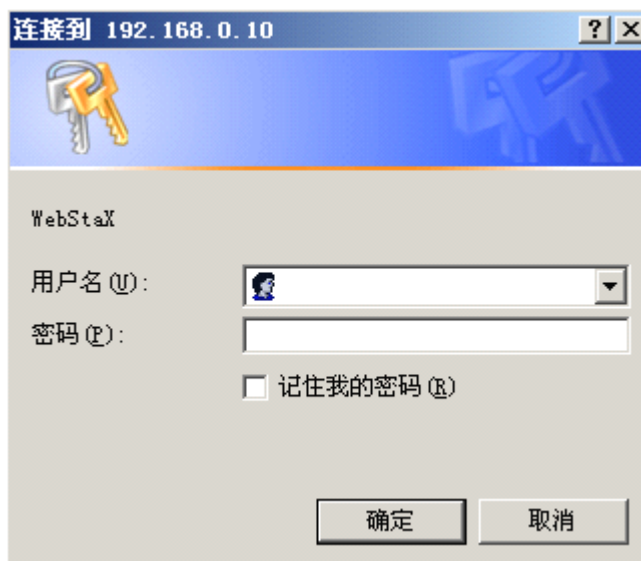 连接到 192.168.0.10
WebStaX
用户名(U):
密码(P):
记住我的密码(R)
确定 取消